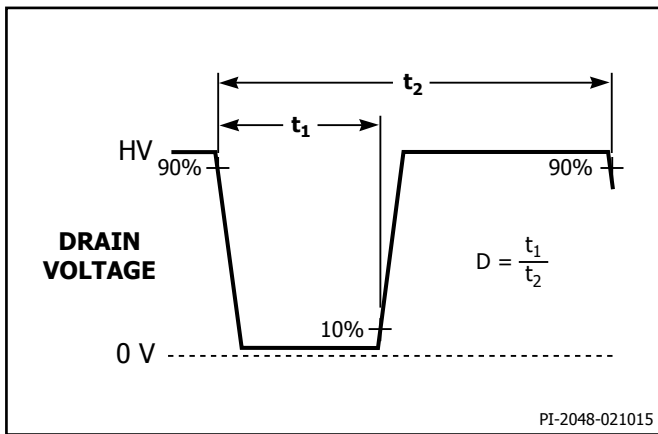 t₂
t₁
HV
90%
90%
DRAIN
VOLTAGE
D = t₁
t₂
10%
0 V
PI-2048-021015